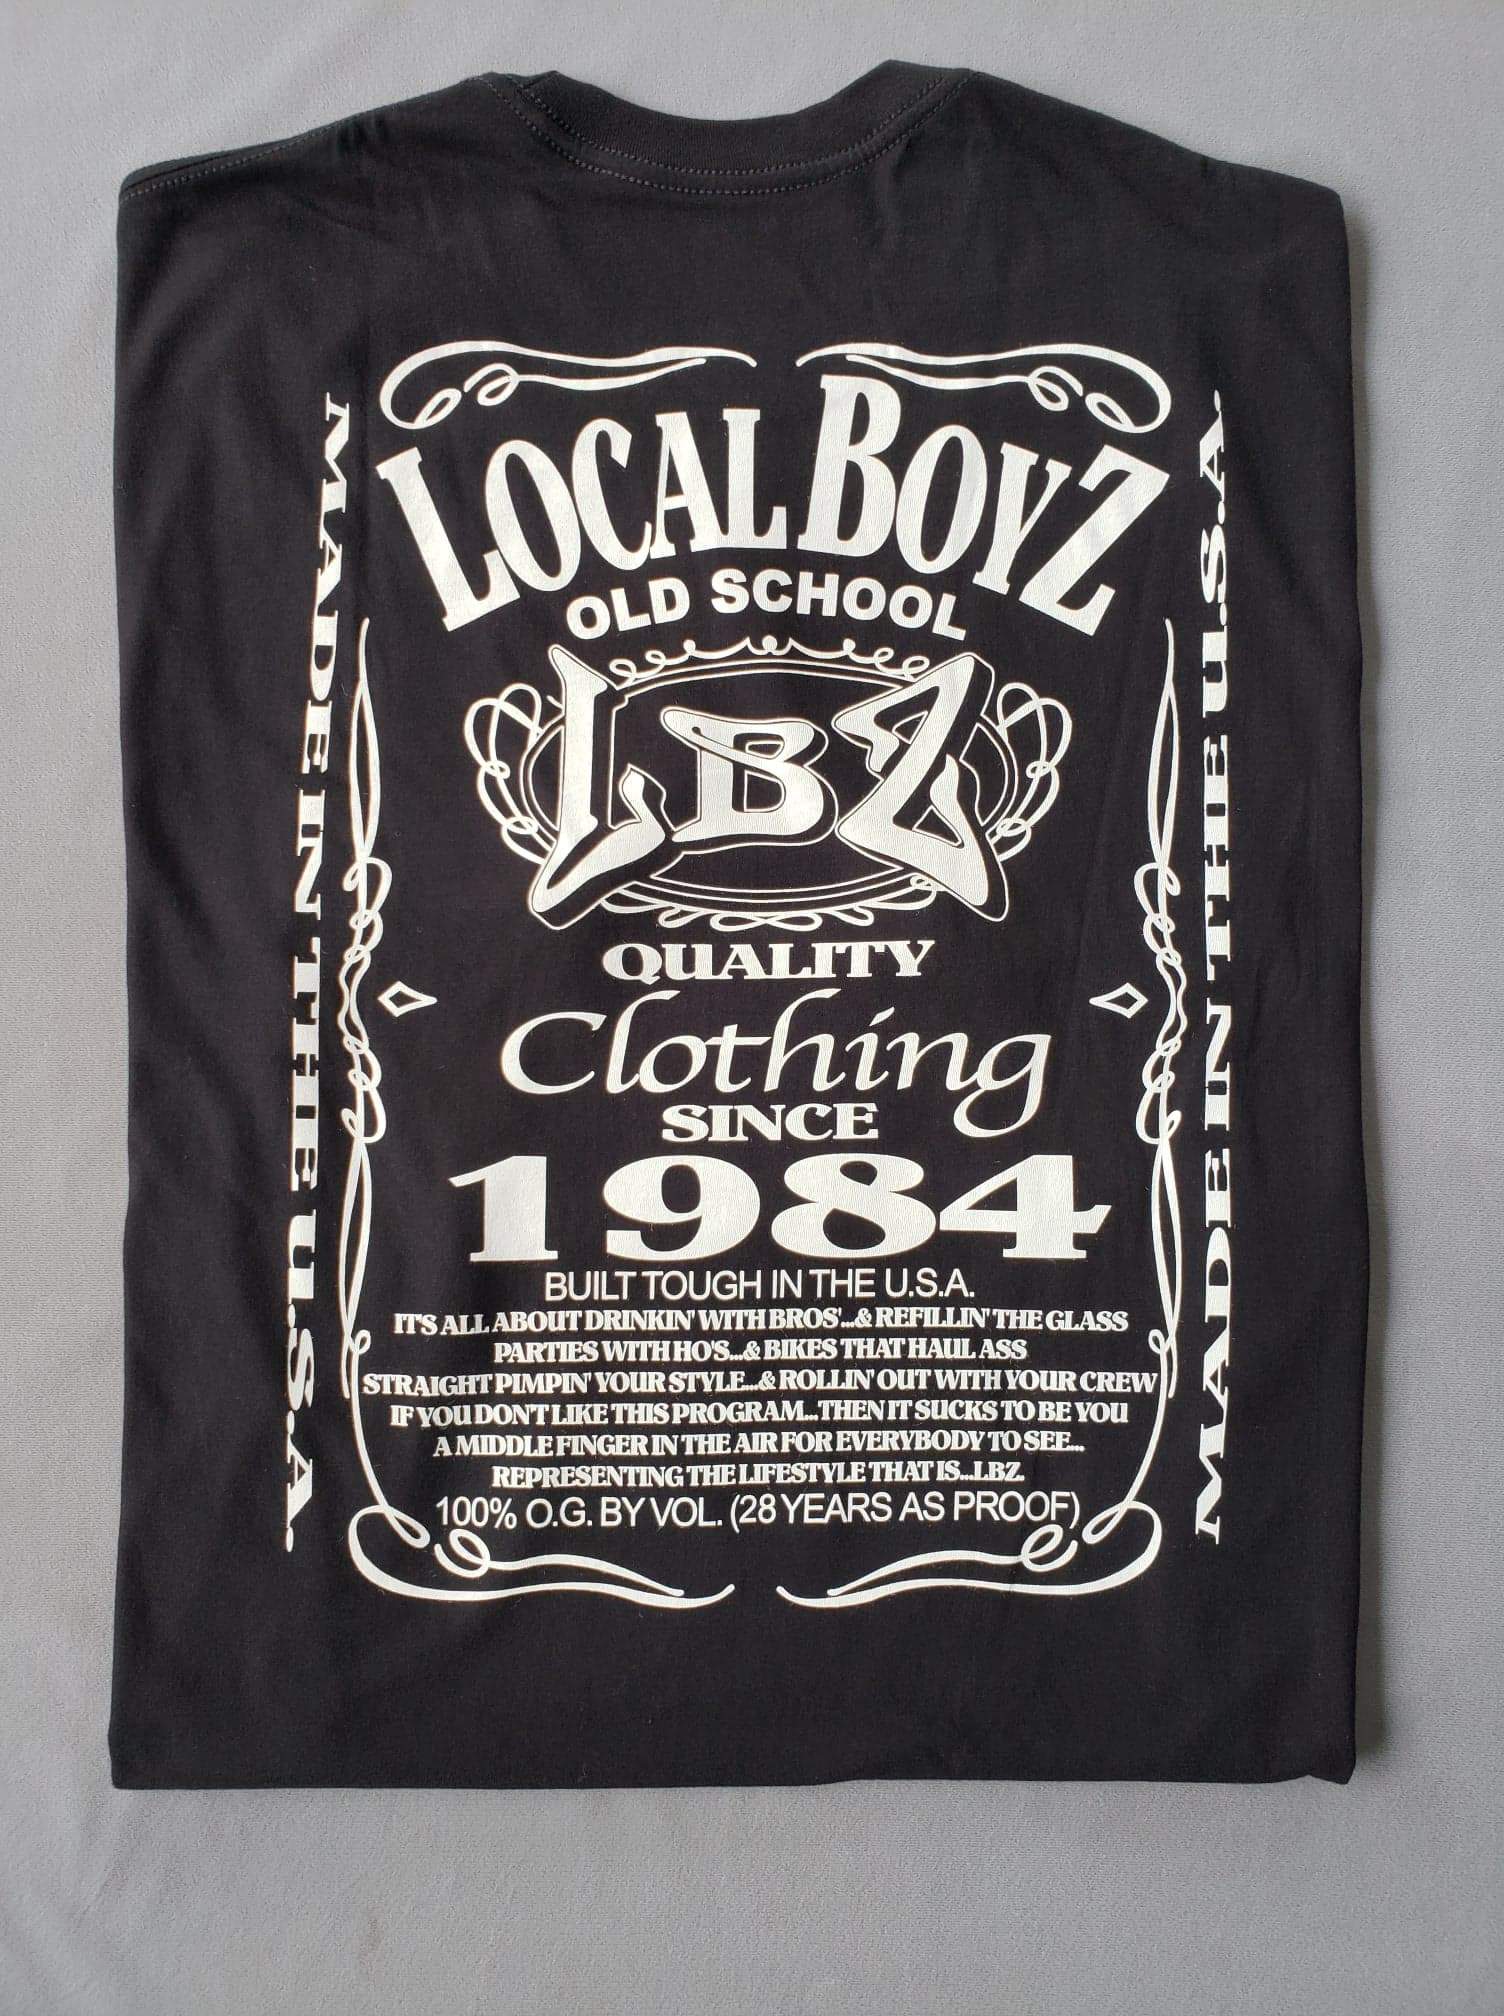 LOCAL BOYZ
OLD SCHOOL
LBZ
QUALITY
Clothing
SINCE
1984
BUILT TOUGH IN THE U.S.A.
IT'S ALL ABOUT DRINKIN' WITH BROS'...& REFILLIN' THE GLASS
PARTIES WITH HO'S...& BIKES THAT HAUL ASS
STRAIGHT PIMPIN' YOUR STYLE...& ROLLIN' OUT WITH YOUR CREW
IF YOU DON'T LIKE THIS PROGRAM...THEN IT SUCKS TO BE YOU
A MIDDLE FINGER IN THE AIR FOR EVERYBODY TO SEE...
REPRESENTING THE LIFESTYLE THAT IS...LBZ.
100% O.G. BY VOL. (28 YEARS AS PROOF)
MADE IN THE U.S.A.
MADE IN THE U.S.A.